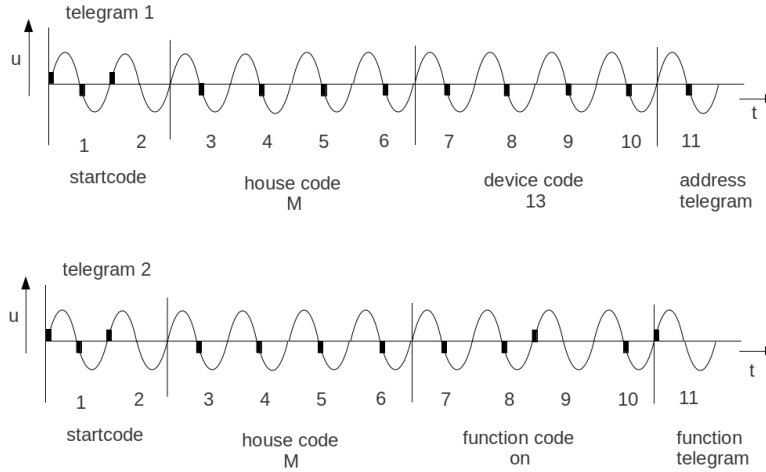 telegram 1
u
t
1 2 3 4 5 6 7 8 9 10 11
startcode
house code
M
device code
13
address
telegram
telegram 2
u
t
1 2 3 4 5 6 7 8 9 10 11
startcode
house code
M
function code
on
function
telegram